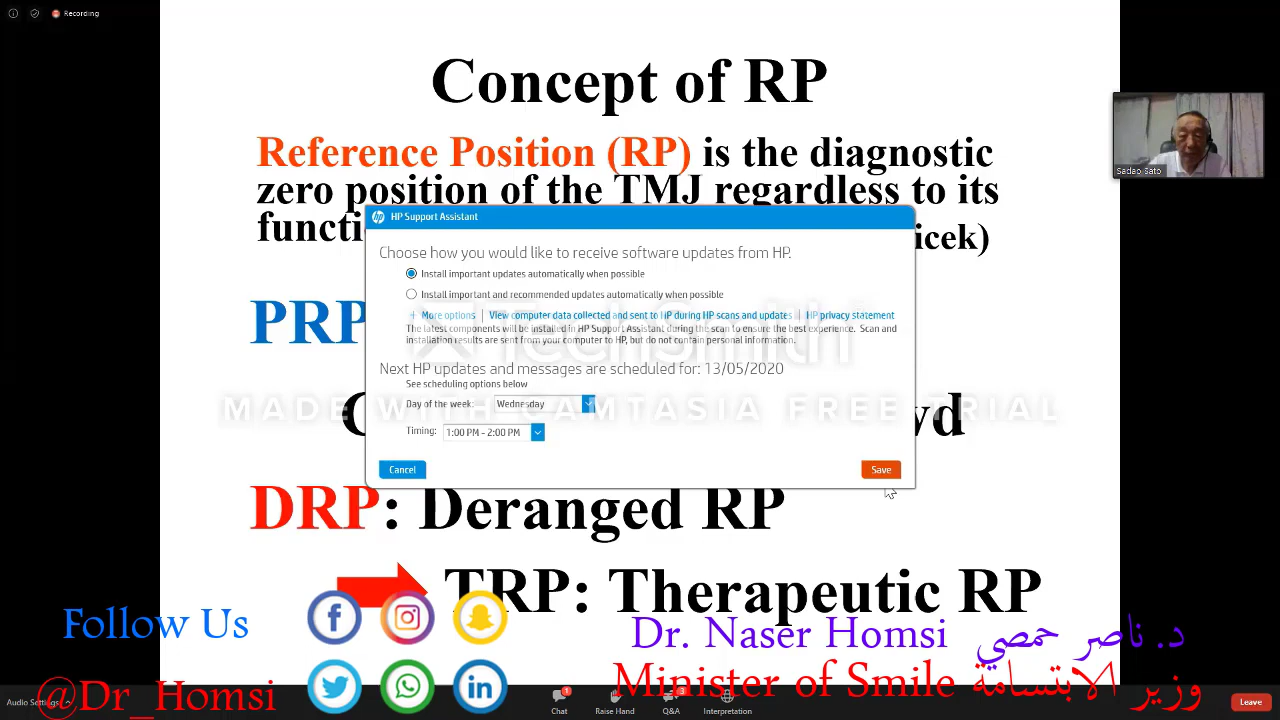 Recording
Concept of RP
Reference Position (RP) is the diagnostic
zero position of the TMJ regardless to its
functi icek)
Sadao Sato
HP Support Assistant
Choose how you would like to receive software updates from HP.
Install important updates automatically when possible
Install important and recommended updates automatically when possible
+ More options | View computer data collected and sent to HP during HP scans and updates | HP privacy statement
The latest components will be installed in HP Support Assistant during the scan to ensure the best experience. Scan and
installation results are sent from your computer to HP, but do not contain personal information.
TechSmith
PRP
Next HP updates and messages are scheduled for: 13/05/2020
See scheduling options below
Day of the week: Wednesday
MADE WITH CAMTASIA FREE TRIAL
Timing: 1:00 PM - 2:00 PM
Cancel Save
DRP: Deranged RP
TRP: Therapeutic RP
Follow Us
Dr. Naser Homsi د. ناصر حمصي
@Dr_Homsi
Minister of Smile وزير الابتسامة
Audio Settings
1
Chat
Raise Hand
3
Q&A
Interpretation
Leave